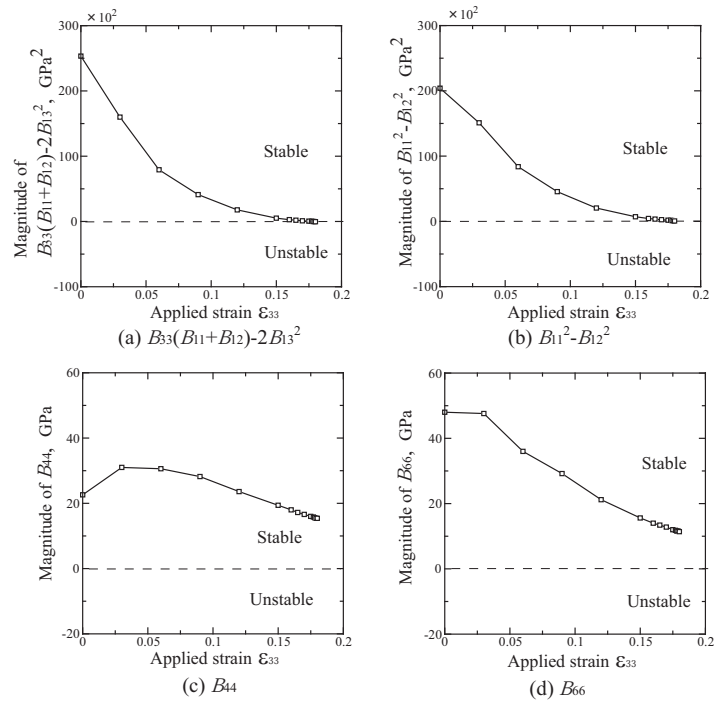 × 10²
300
200
100
0
-100
Magnitude of
B33(B11+B12)-2B13², GPa²
Stable
Unstable
0 0.05 0.1 0.15 0.2
Applied strain ε33
(a) B33(B11+B12)-2B13²
× 10²
300
200
100
0
-100
Magnitude of B11²-B12², GPa²
Stable
Unstable
0 0.05 0.1 0.15 0.2
Applied strain ε33
(b) B11²-B12²
60
40
20
0
-20
Magnitude of B44, GPa
Stable
Unstable
0 0.05 0.1 0.15 0.2
Applied strain ε33
(c) B44
60
40
20
0
-20
Magnitude of B66, GPa
Stable
Unstable
0 0.05 0.1 0.15 0.2
Applied strain ε33
(d) B66